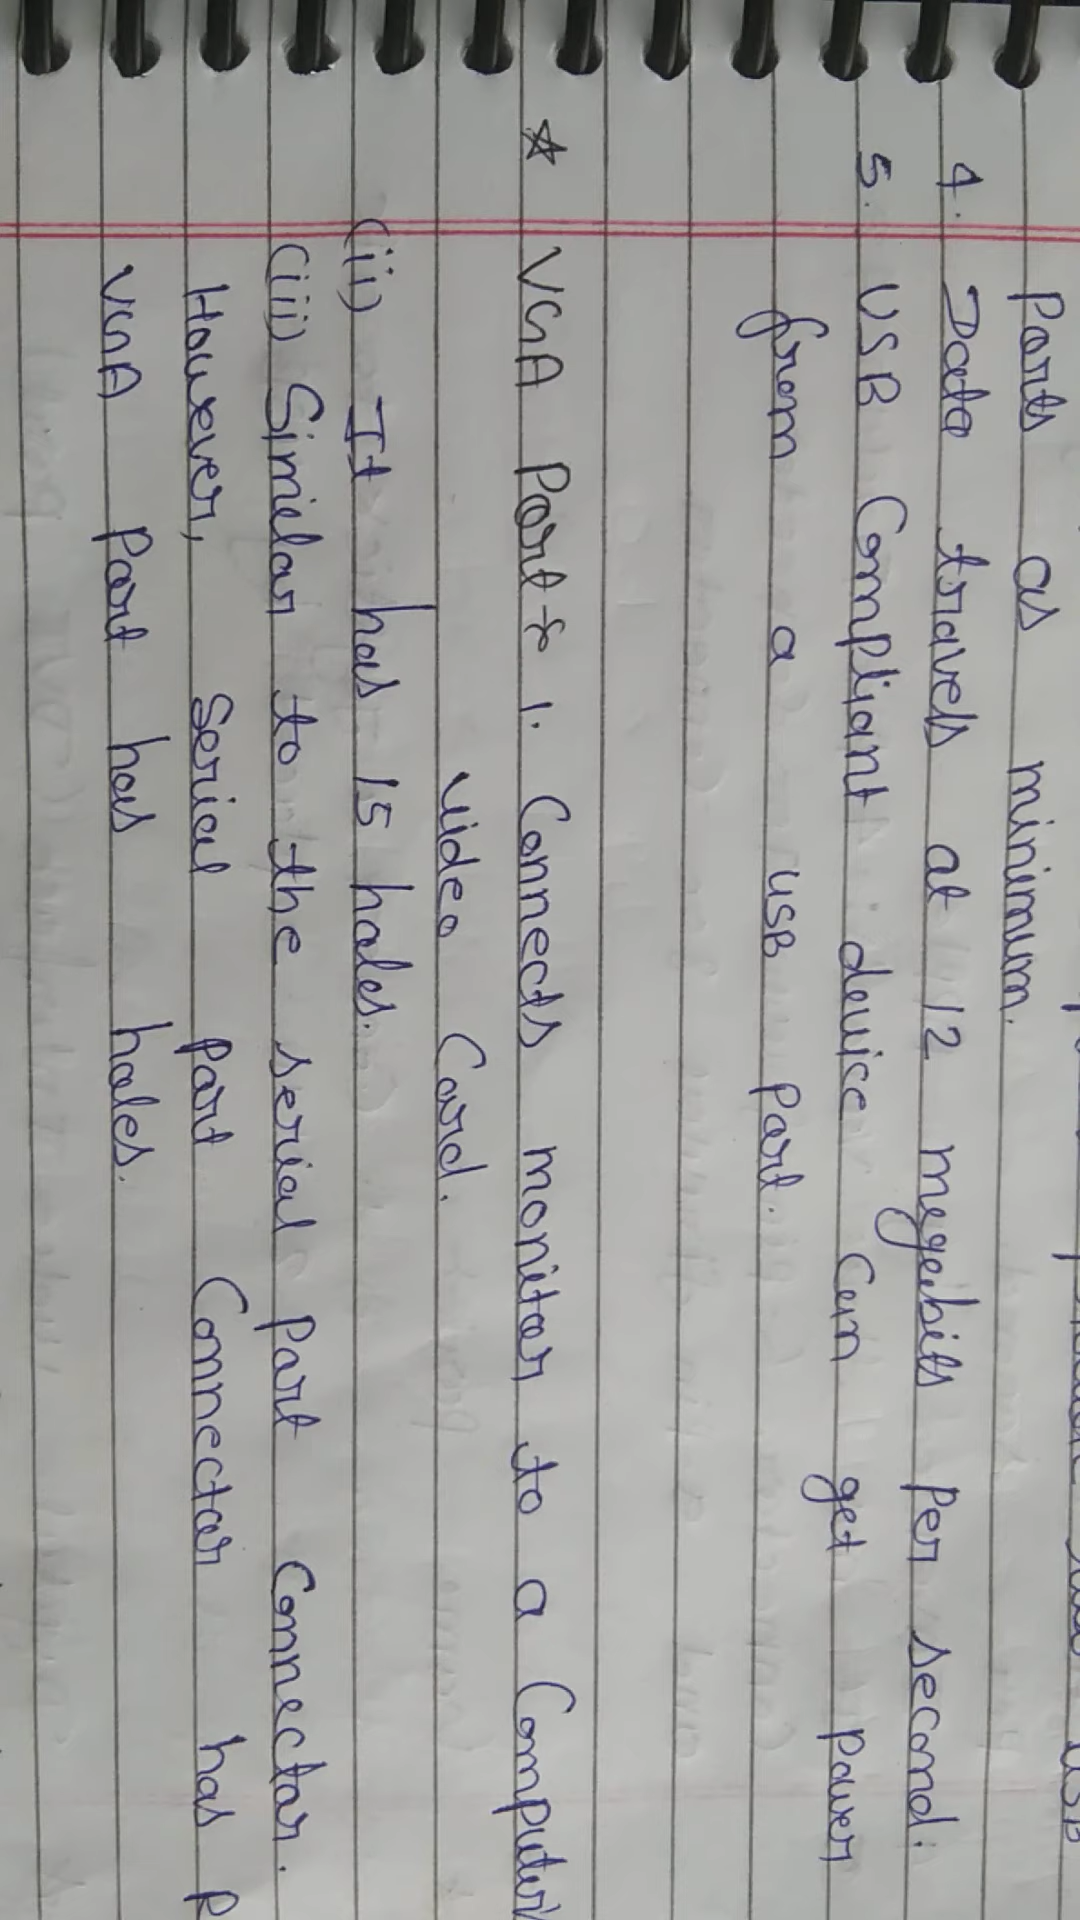 Ports as minimum.
4. Data travels at 12 megabits Per second.
5. USB Compliant device Can get power
from a USB Port.
☆ VGA Port :- 1. Connects monitor to a Computer's
video Card.
(ii) It has 15 holes.
(iii) Similar to the serial Port Connector.
However, Serial Port Connector has P
VGA Port has holes.